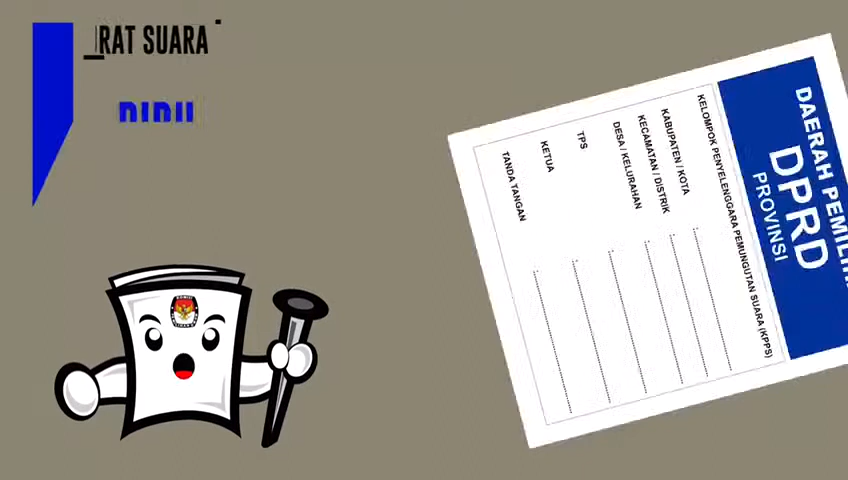 RAT SUARA
DAERAH
DPRD
PROVINSI
KELOMPOK PENYELENGGARA PEMUNGUTAN SUARA (KPPS)
KABUPATEN / KOTA
KECAMATAN / DISTRIK
DESA / KELURAHAN
TPS
KETUA
TANDA TANGAN